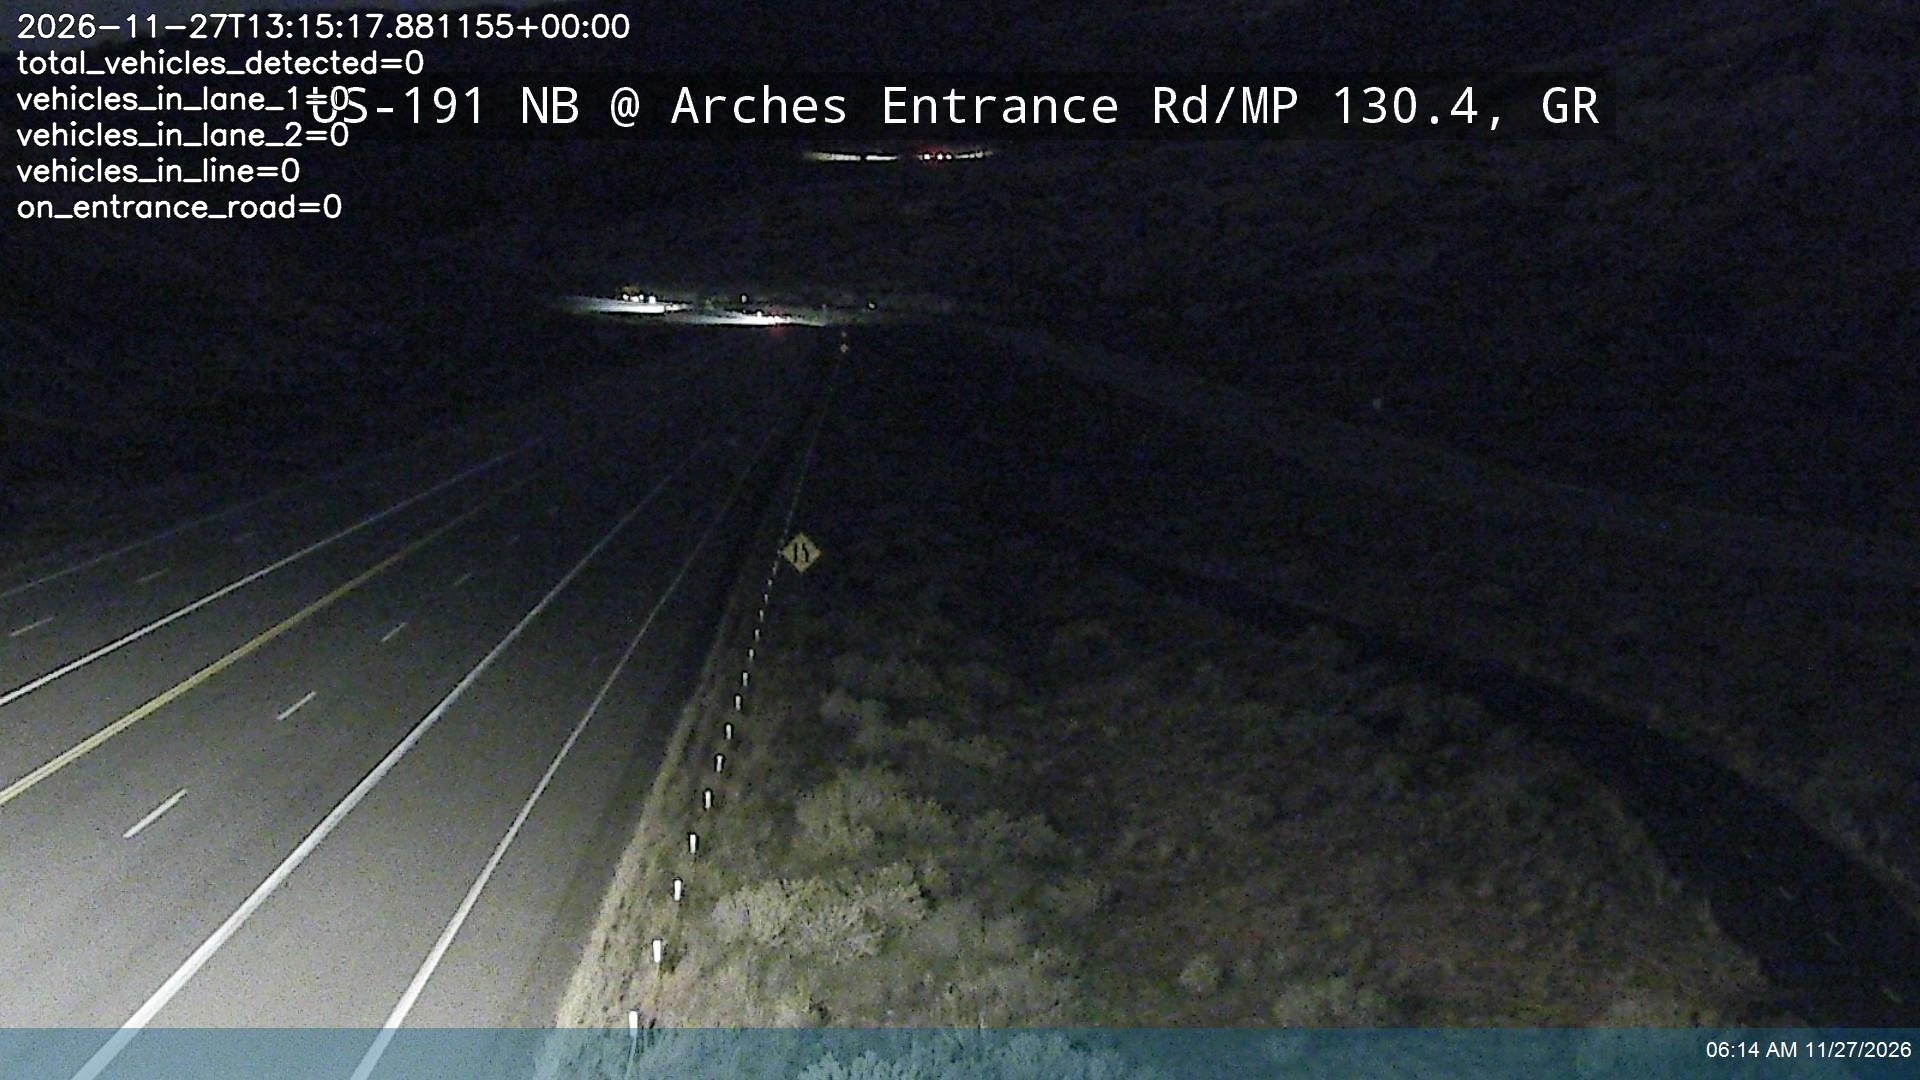 2026-11-27T13:15:17.881155+00:00
total_vehicles_detected=0
vehicles_in_lane_1=0
US-191 NB @ Arches Entrance Rd/MP 130.4, GR
vehicles_in_lane_2=0
vehicles_in_line=0
on_entrance_road=0
06:14 AM 11/27/2026